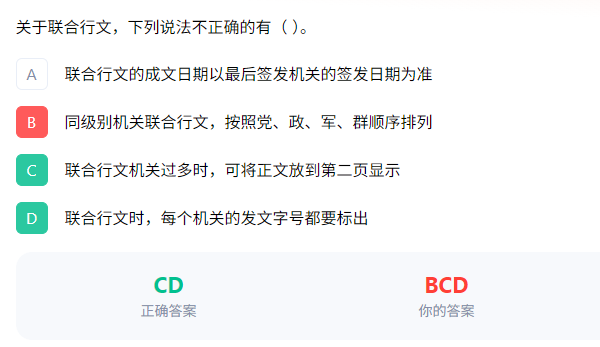 关于联合行文，下列说法不正确的有（ ）。
A 联合行文的成文日期以最后签发机关的签发日期为准
B 同级别机关联合行文，按照党、政、军、群顺序排列
C 联合行文机关过多时，可将正文放到第二页显示
D 联合行文时，每个机关的发文字号都要标出
CD BCD
正确答案 你的答案